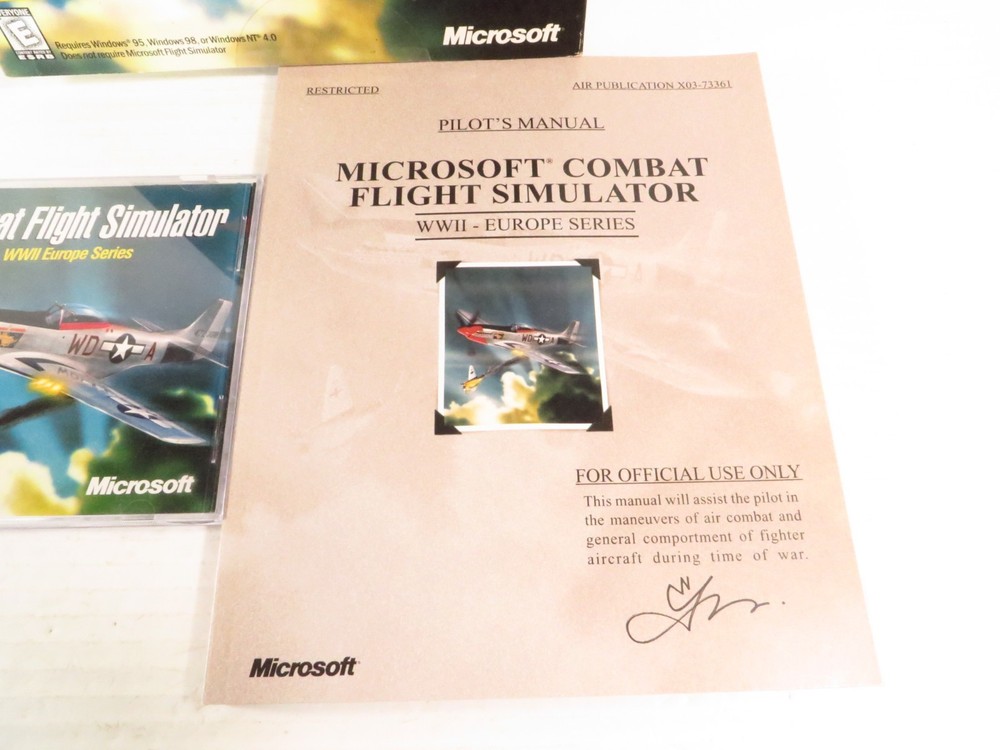 EVERYONE
E
ESRB
Requires Windows® 95, Windows 98, or Windows NT® 4.0
Does not require Microsoft Flight Simulator
Microsoft®
RESTRICTED
AIR PUBLICATION X03-73361
PILOT'S MANUAL
MICROSOFT® COMBAT
FLIGHT SIMULATOR
WWII - EUROPE SERIES
WD A
FOR OFFICIAL USE ONLY
This manual will assist the pilot in
the maneuvers of air combat and
general comportment of fighter
aircraft during time of war.
Microsoft®
at Flight Simulator
WWII Europe Series
WD A
Microsoft